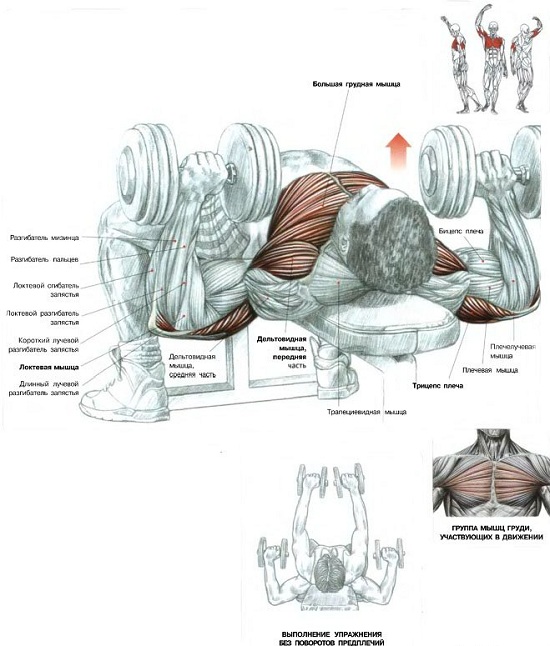 Большая грудная мышца
Разгибатель мизинца
Разгибатель пальцев
Локтевой сгибатель
запястья
Локтевой разгибатель
запястья
Короткий лучевой
разгибатель запястья
Локтевая мышца
Длинный лучевой
разгибатель запястья
Дельтовидная
мышца,
средняя часть
Дельтовидная
мышца,
передняя
часть
Трапециевидная мышца
Бицепс плеча
Плечелучевая
мышца
Плечевая мышца
Трицепс плеча
ГРУППА МЫШЦ ГРУДИ,
УЧАСТВУЮЩИХ В ДВИЖЕНИИ
ВЫПОЛНЕНИЕ УПРАЖНЕНИЯ
БЕЗ ПОВОРОТОВ ПРЕДПЛЕЧИЙ